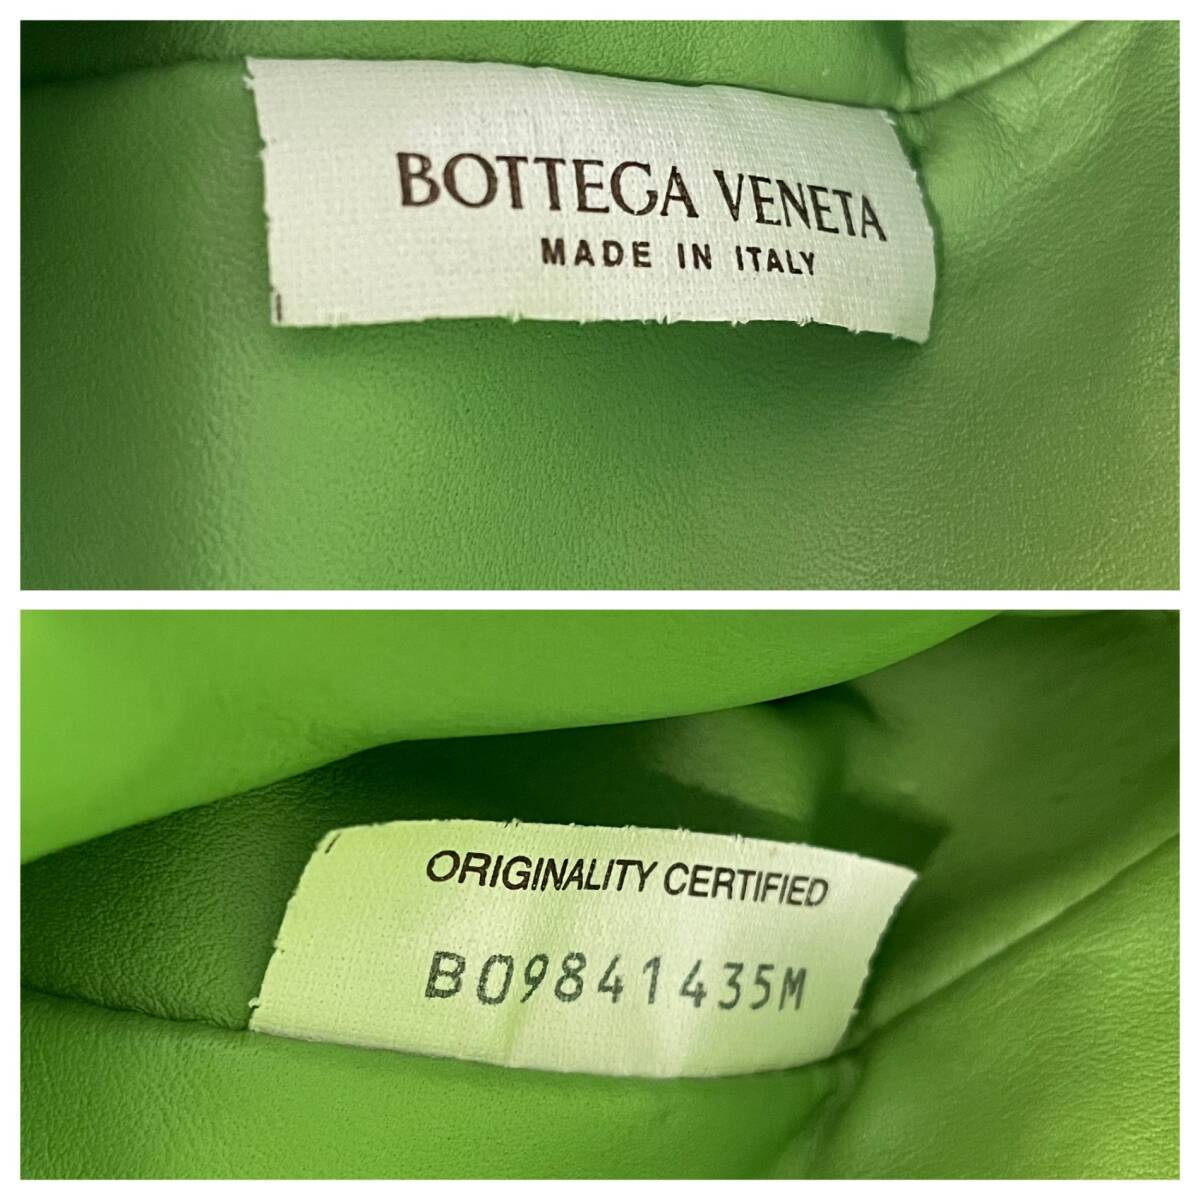 BOTTEGA VENETA
MADE IN ITALY
ORIGINALITY CERTIFIED
B09841435M